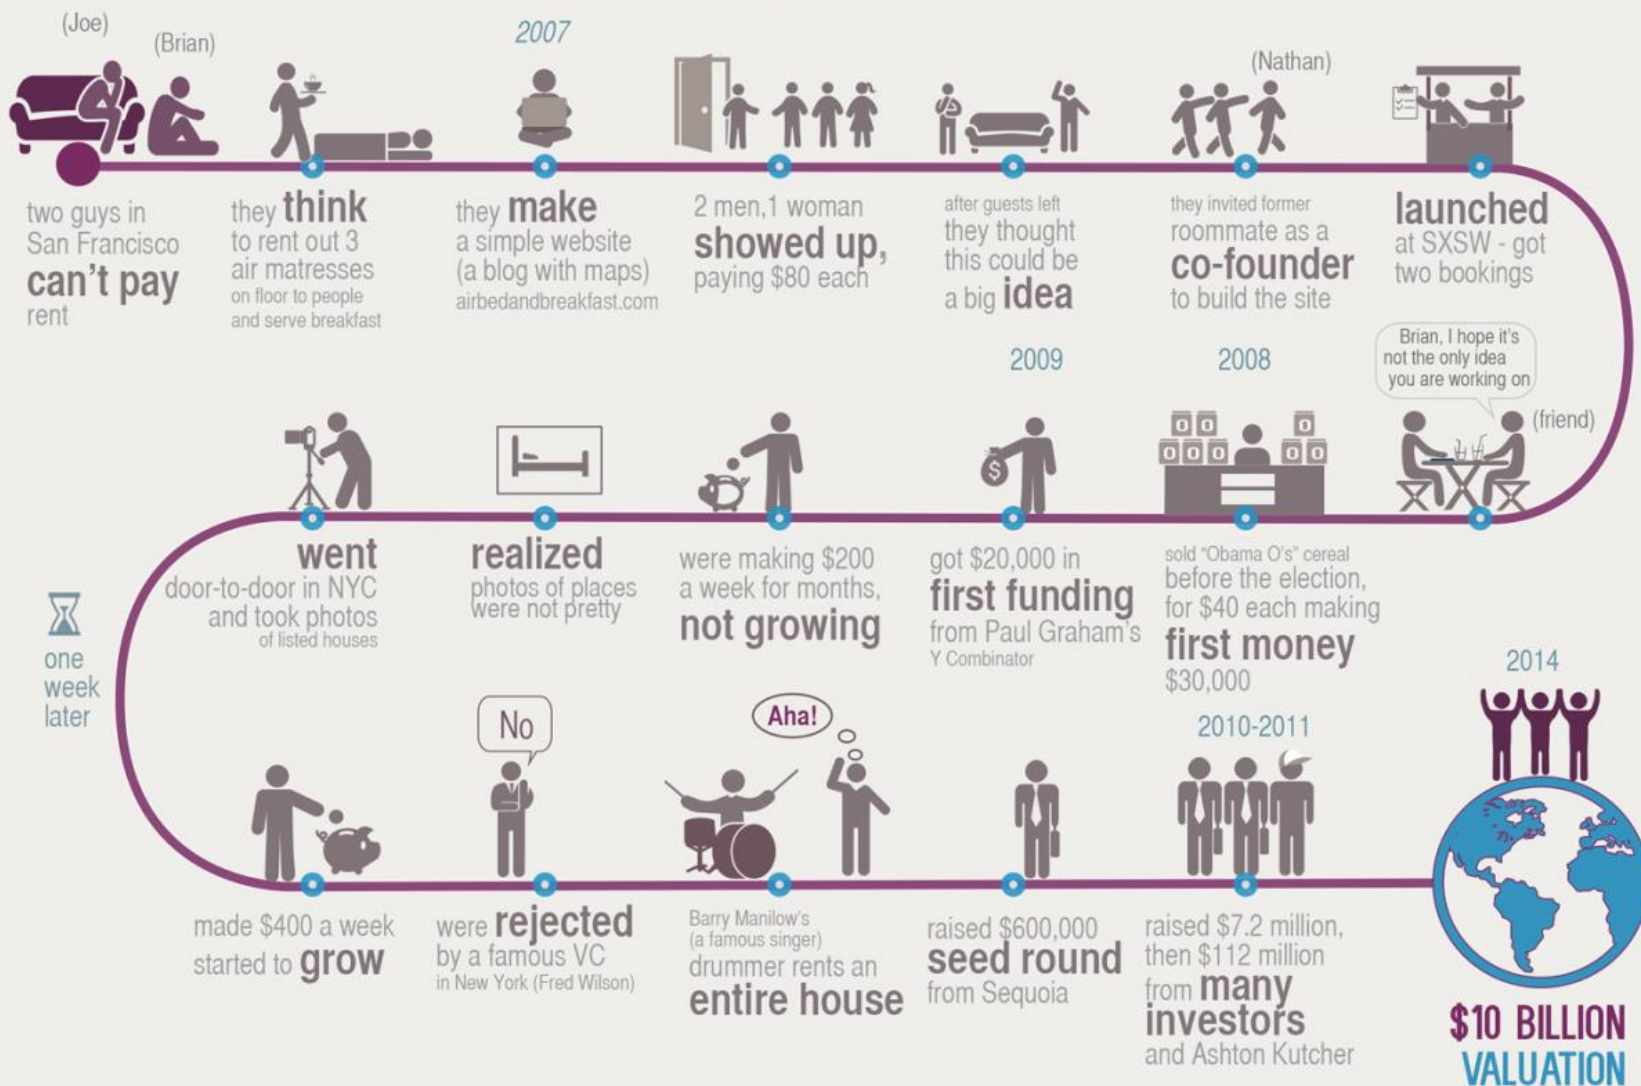 (Joe)
(Brian)
two guys in
San Francisco
can't pay
rent
they think
to rent out 3
air matresses
on floor to people
and serve breakfast
2007
they make
a simple website
(a blog with maps)
airbedandbreakfast.com
2 men,1 woman
showed up,
paying $80 each
after guests left
they thought
this could be
a big idea
(Nathan)
they invited former
roommate as a
co-founder
to build the site
launched
at SXSW - got
two bookings
Brian, I hope it's
not the only idea
you are working on
(friend)
2008
0 0 0
0 0 0 0 0
sold "Obama O's" cereal
before the election,
for $40 each making
first money
$30,000
2009
$
got $20,000 in
first funding
from Paul Graham's
Y Combinator
were making $200
a week for months,
not growing
realized
photos of places
were not pretty
went
door-to-door in NYC
and took photos
of listed houses
one
week
later
made $400 a week
started to grow
No
were rejected
by a famous VC
in New York (Fred Wilson)
Aha!
Barry Manilow's
(a famous singer)
drummer rents an
entire house
raised $600,000
seed round
from Sequoia
2010-2011
raised $7.2 million,
then $112 million
from many
investors
and Ashton Kutcher
2014
$10 BILLION
VALUATION